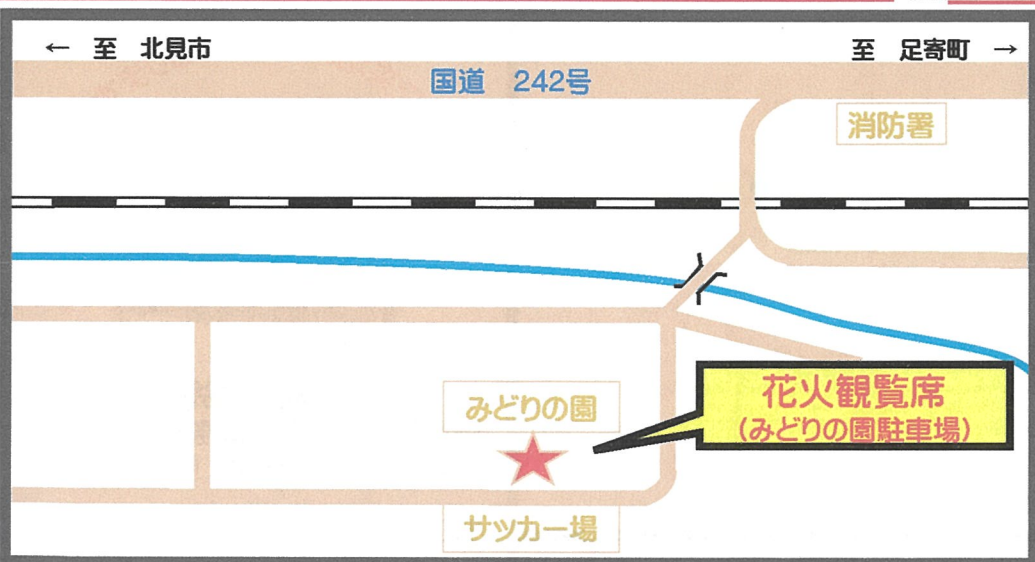 ← 至 北見市
至 足寄町 →
国道 242号
消防署
みどりの園
花火観覧席
(みどりの園駐車場)
サッカー場